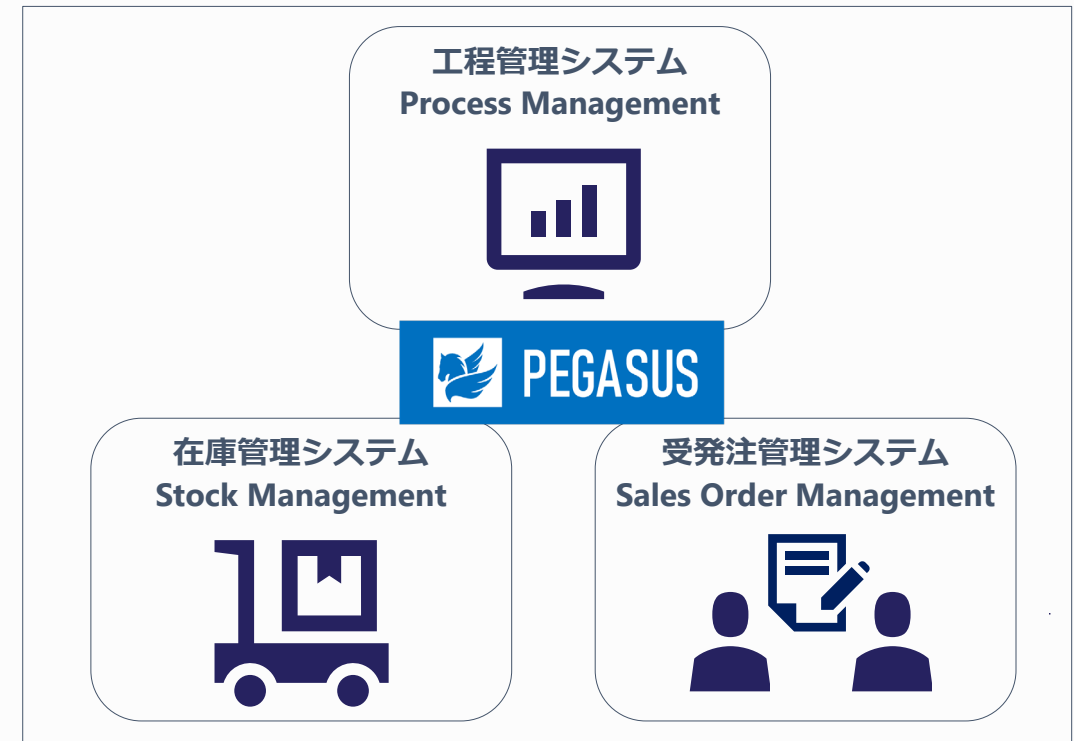 工程管理システム
Process Management
PEGASUS
在庫管理システム
Stock Management
受発注管理システム
Sales Order Management